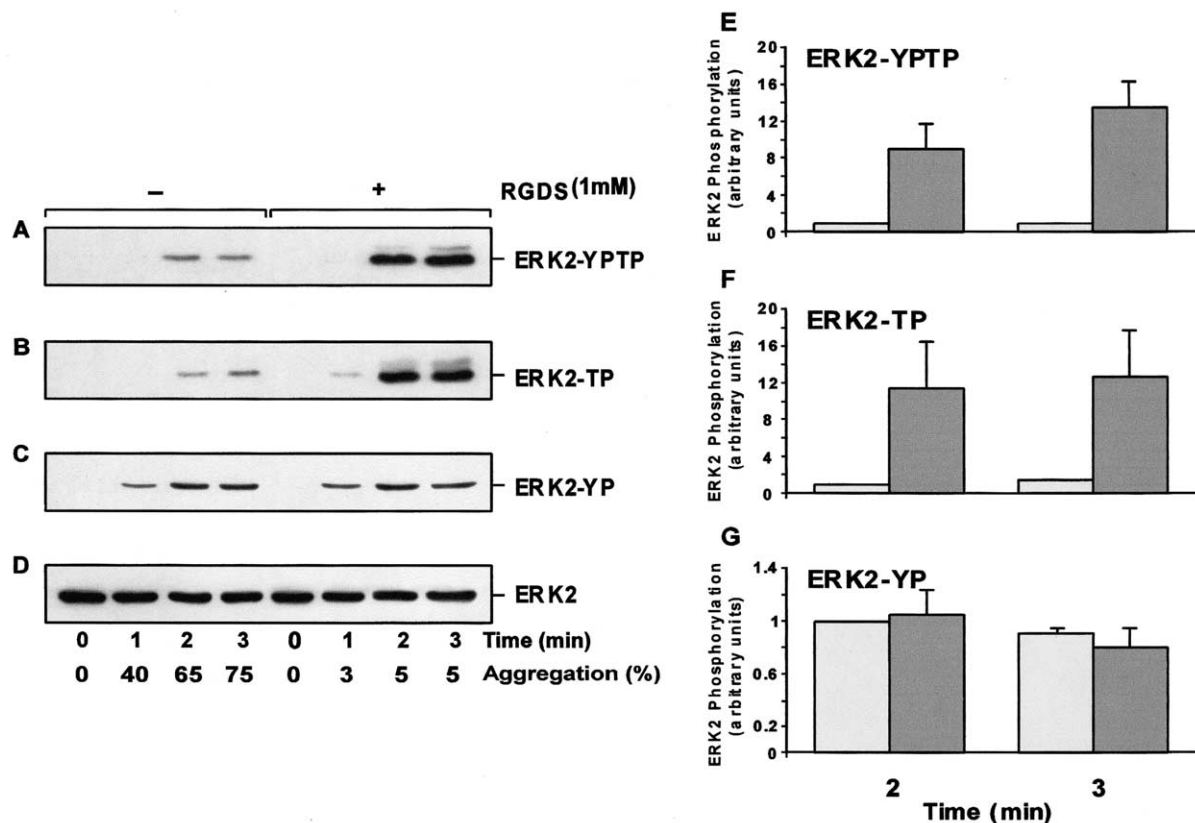 – + RGDS (1mM)
A
ERK2-YPTP
B
ERK2-TP
C
ERK2-YP
D
ERK2
0 1 2 3 0 1 2 3 Time (min)
0 40 65 75 0 3 5 5 Aggregation (%)
E
ERK2-YPTP
ERK2 Phosphorylation
(arbitrary units)
20
16
12
8
4
0
F
ERK2-TP
ERK2 Phosphorylation
(arbitrary units)
20
16
12
8
4
0
G
ERK2-YP
ERK2 Phosphorylation
(arbitrary units)
1.4
1
0.6
0.2
0
2 3
Time (min)